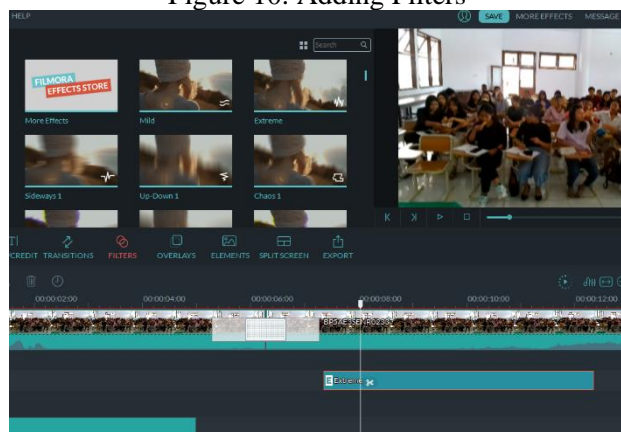 Figure 10: Adding Filters
HELP
SAVE MORE EFFECTS MESSAGE
Search
FILMORA
EFFECTS STORE
More Effects
Mild
Extreme
Sideways 1
Up-Down 1
Chaos 1
CREDIT TRANSITIONS FILTERS OVERLAYS ELEMENTS SPLIT SCREEN EXPORT
00:00:02:00 00:00:04:00 00:00:06:00 00:00:08:00 00:00:10:00 00:00:12:00
E Extreme